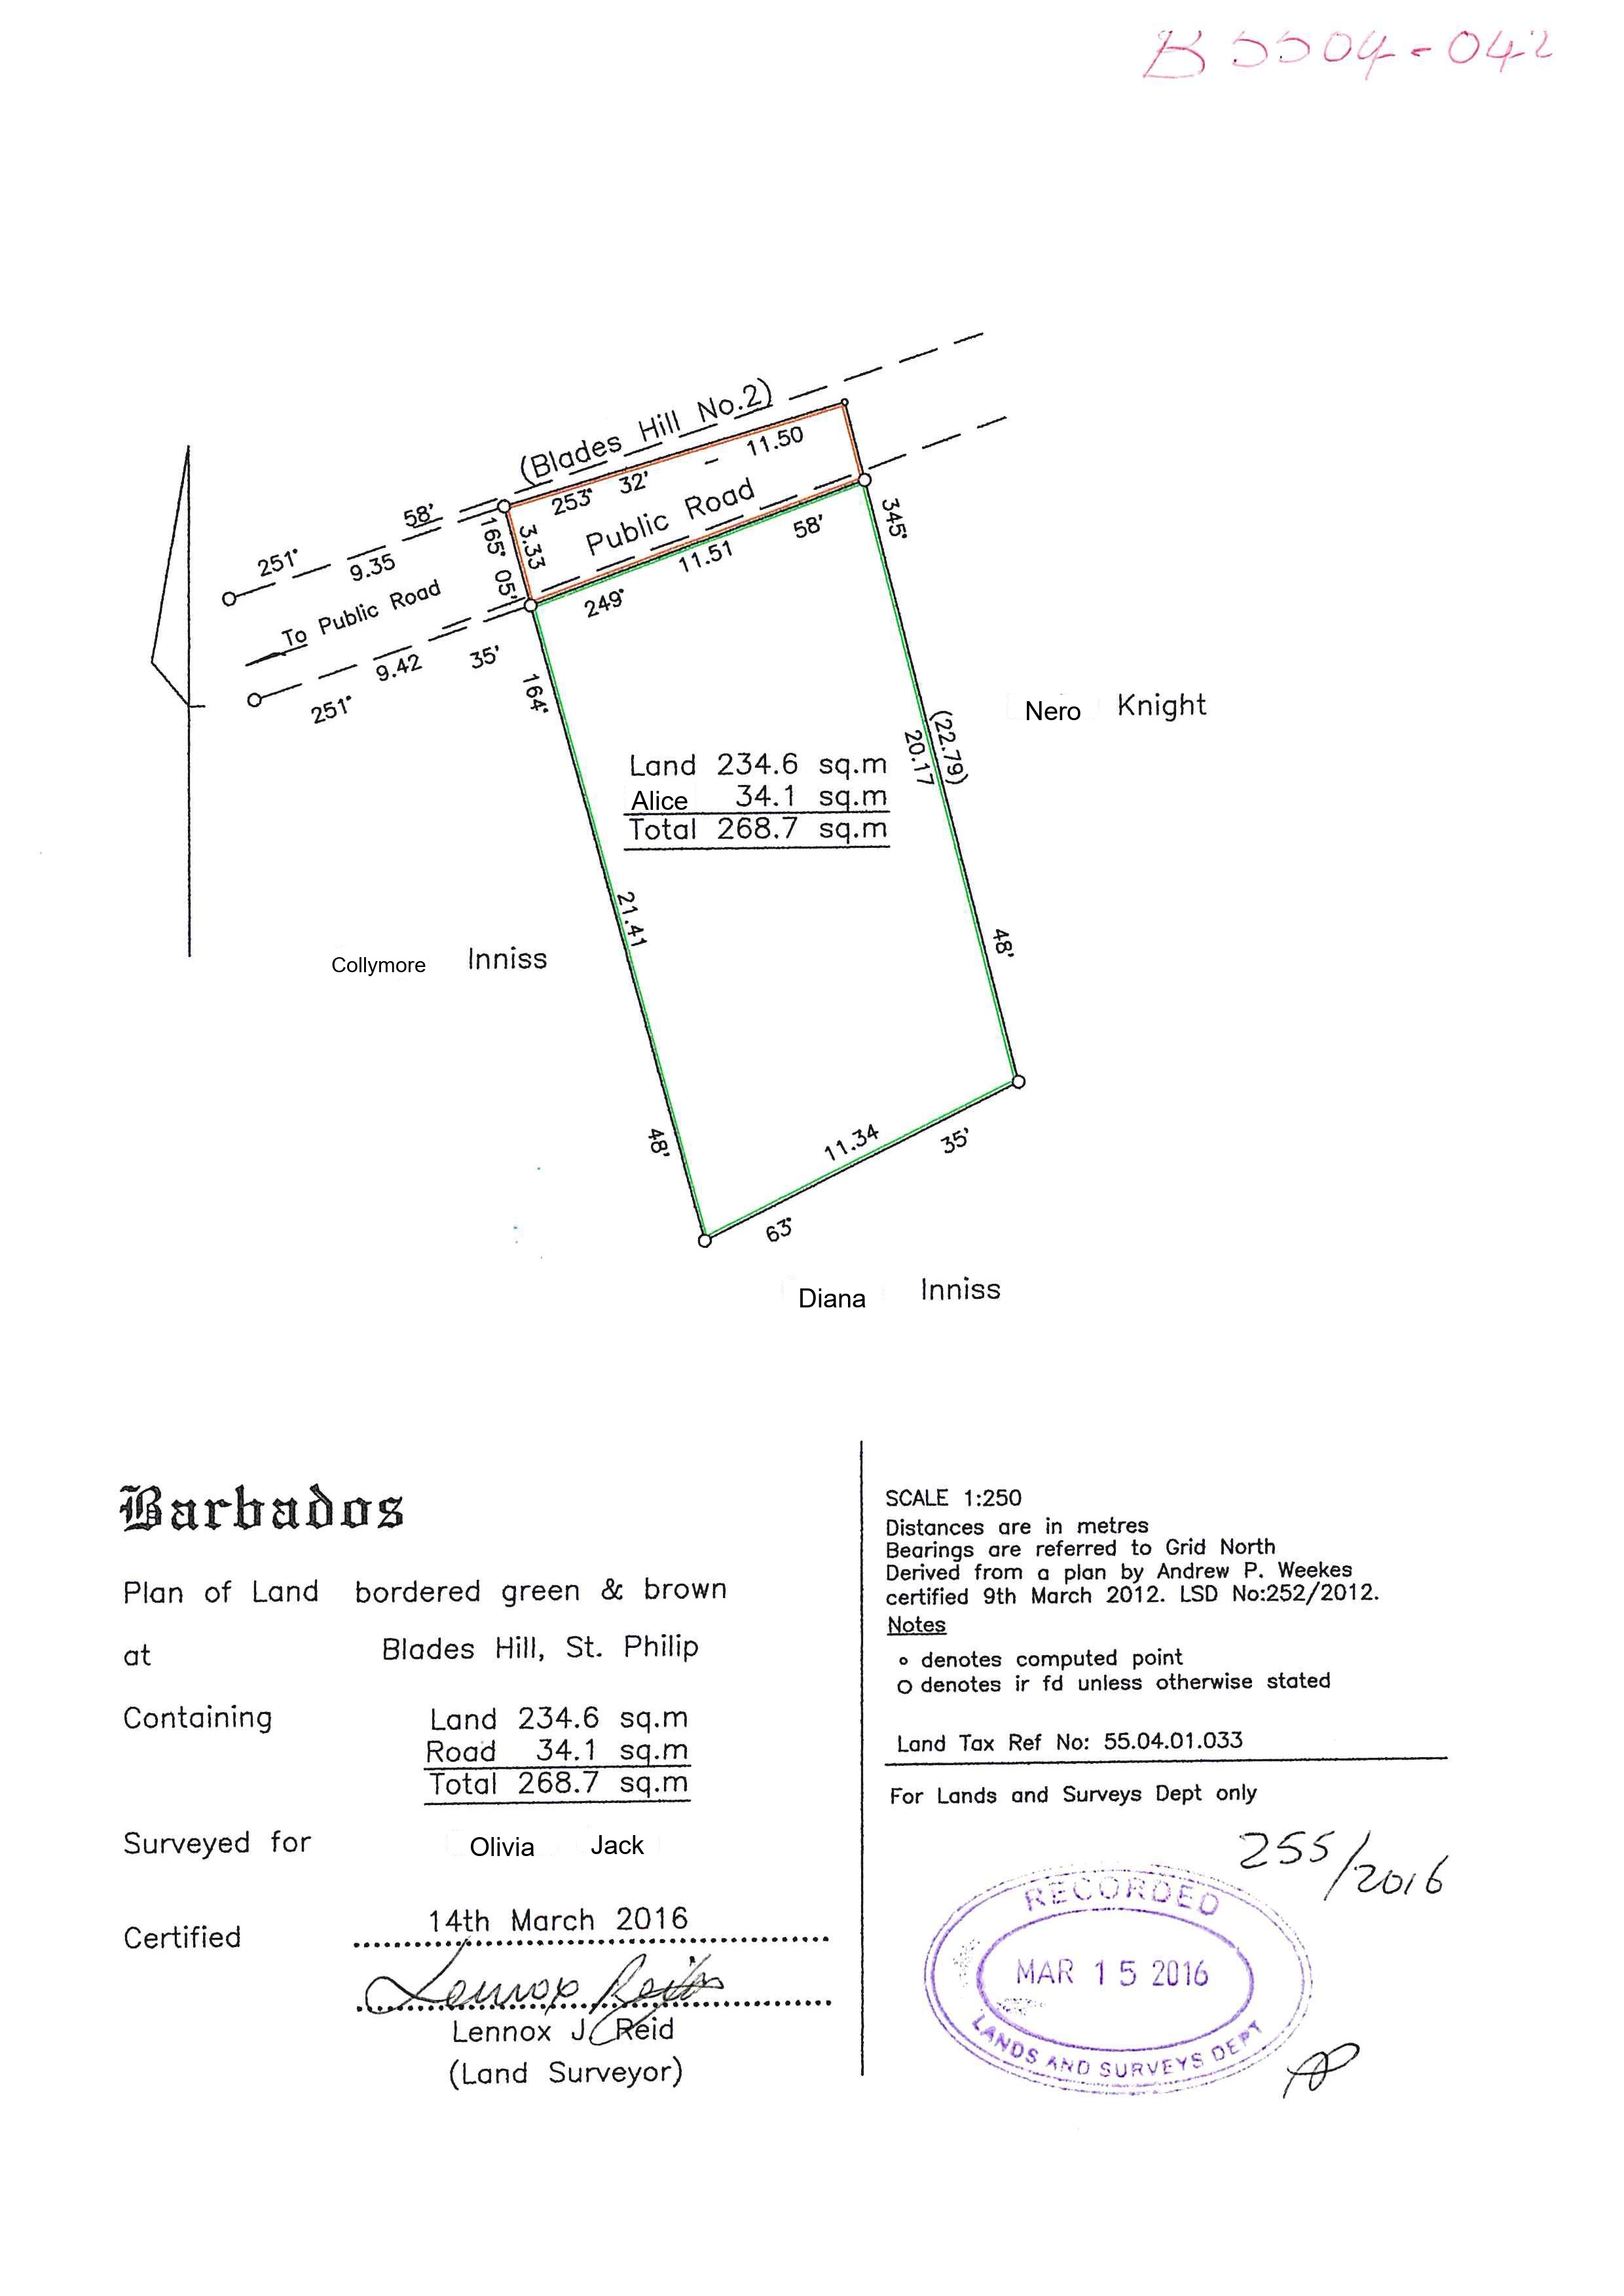 B5504-042
(Blades Hill No.2)
253° 32' - 11.50
Public Road
249° 11.51 58'
251° 9.35 58'
To Public Road
251° 9.42 35'
165° 05'
3.33
345° 48'
(22.79)
20.17
164° 48'
21.41
Nero Knight
Land 234.6 sq.m
Alice 34.1 sq.m
Total 268.7 sq.m
Collymore Inniss
63° 11.34 35'
Diana Inniss
Barbados
Plan of Land bordered green & brown
at Blades Hill, St. Philip
Containing Land 234.6 sq.m
Road 34.1 sq.m
Total 268.7 sq.m
Surveyed for Olivia Jack
Certified 14th March 2016
Lennox Reid
Lennox J. Reid
(Land Surveyor)
SCALE 1:250
Distances are in metres
Bearings are referred to Grid North
Derived from a plan by Andrew P. Weekes
certified 9th March 2012. LSD No:252/2012.
Notes
o denotes computed point
O denotes ir fd unless otherwise stated
Land Tax Ref No: 55.04.01.033
For Lands and Surveys Dept only
255/2016
RECORDED
MAR 15 2016
LANDS AND SURVEYS DEPT